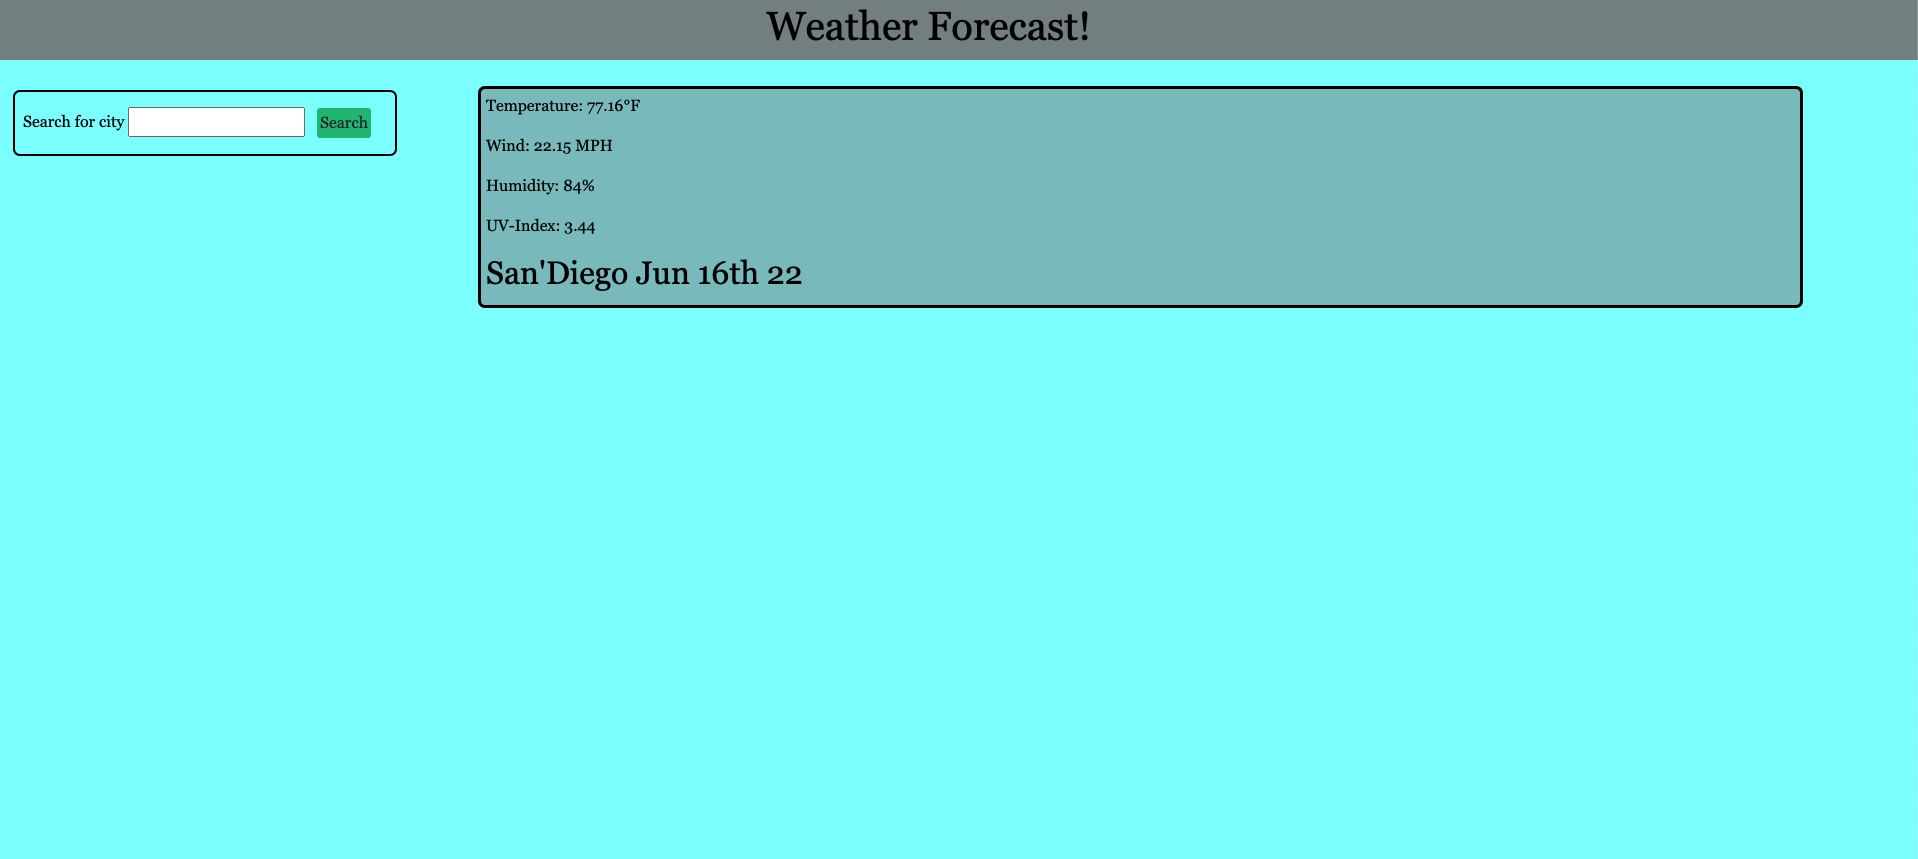 Weather Forecast!
Search for city Search
Temperature: 77.16°F
Wind: 22.15 MPH
Humidity: 84%
UV-Index: 3.44
San'Diego Jun 16th 22